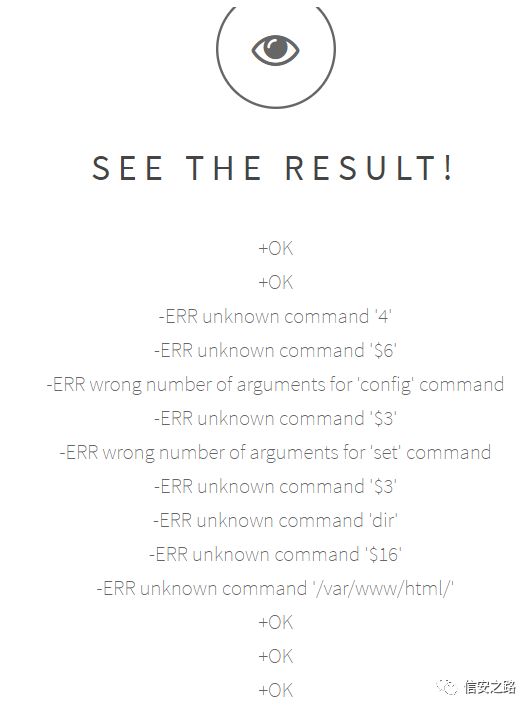 SEE THE RESULT!
+OK
+OK
-ERR unknown command '4'
-ERR unknown command '$6'
-ERR wrong number of arguments for 'config' command
-ERR unknown command '$3'
-ERR wrong number of arguments for 'set' command
-ERR unknown command '$3'
-ERR unknown command 'dir'
-ERR unknown command '$16'
-ERR unknown command '/var/www/html/'
+OK
+OK
+OK
信安之路